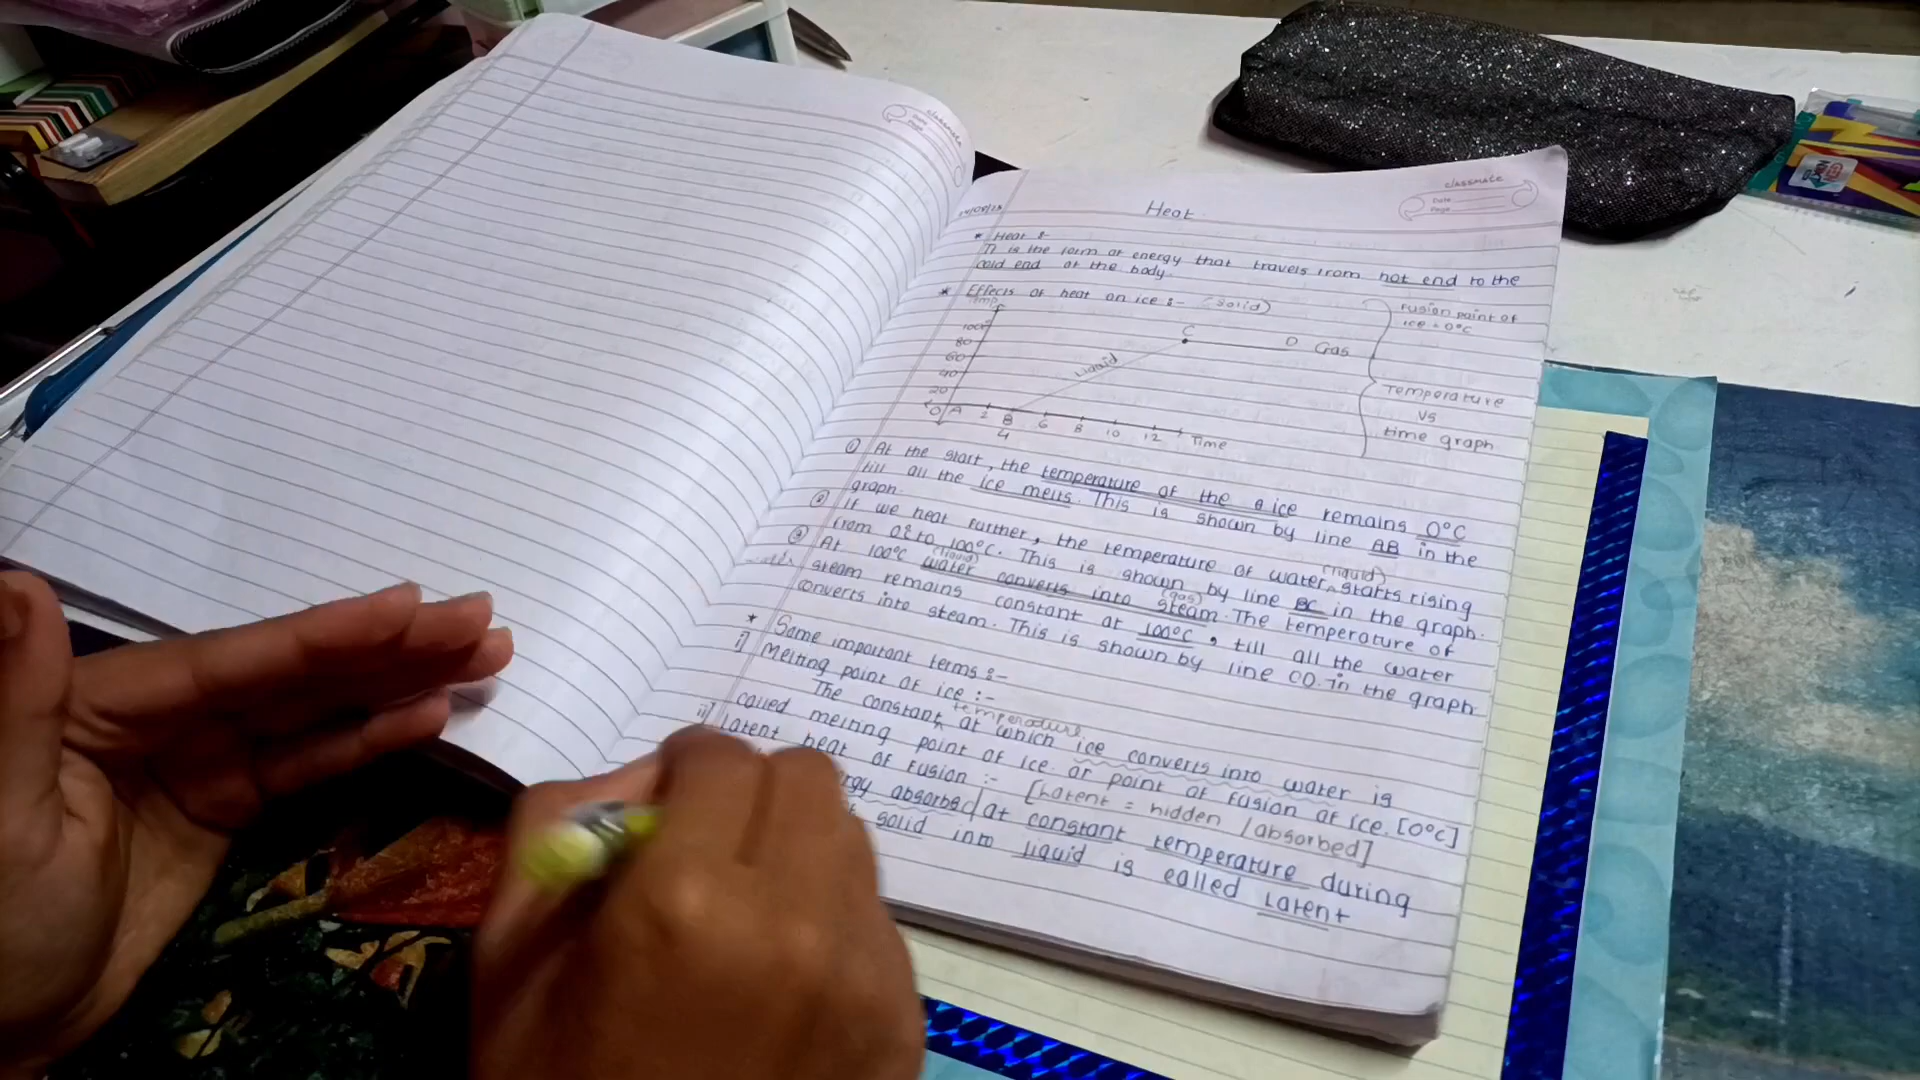 classmate
Date
Page
classmate
Date
Page
Heat
* Heat :-
It is the form of energy that travels from hot end to the
cold end of the body.
* Effects of heat on ice :- (solid)
Temp
100
80
60
40
20
0 A 2 B 6 8 10 12 Time
4
Liquid
C
D Gas
Fusion point of
ice = 0°C
Temperature
vs
time graph
① At the start, the temperature of the ice remains 0°C
till all the ice melts. This is shown by line AB in the
graph.
② If we heat further, the temperature of water (liquid) starts rising
from 0° to 100°C. This is shown by line BC in the graph.
③ At 100°C water (liquid) converts into steam (gas). The temperature of
steam remains constant at 100°C, till all the water
converts into steam. This is shown by line CD. in the graph
* Some important terms :-
i] Melting point of ice :-
The constant temperature at which ice converts into water is
called melting point of ice. or point of fusion of ice. [0°C]
ii] Latent heat of fusion :- [Latent = hidden / absorbed]
absorbed at constant temperature during
solid into liquid is called Latent